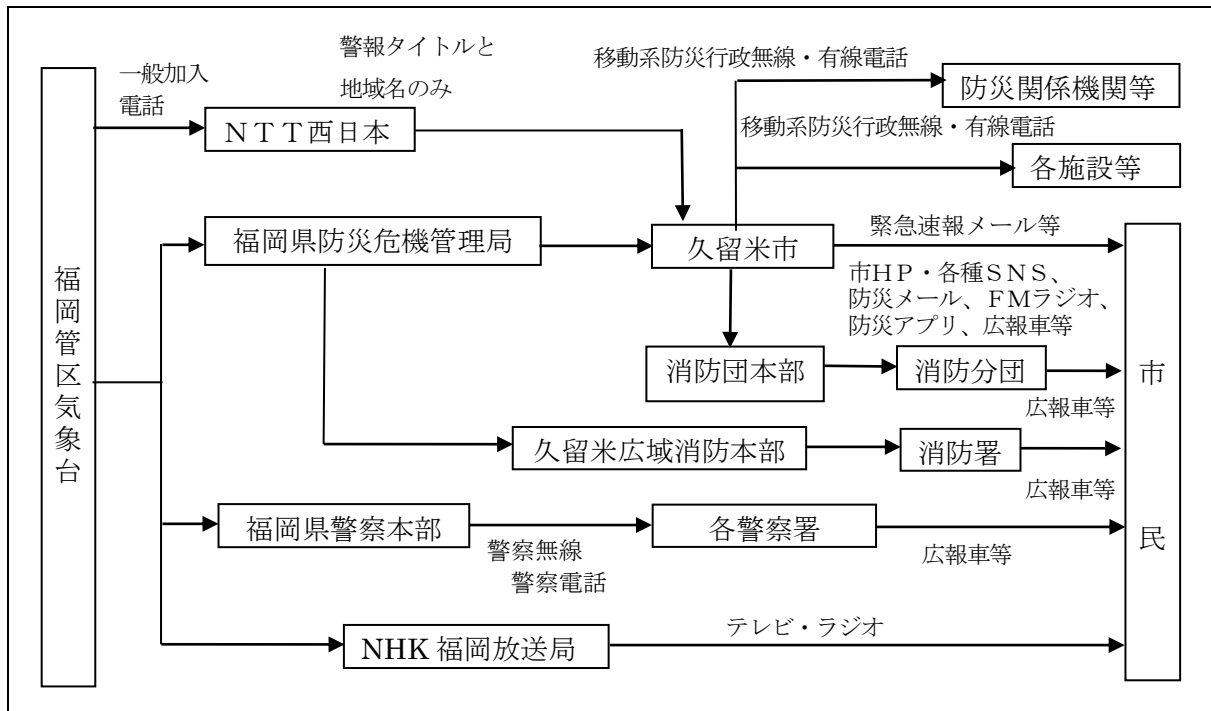 福岡管区気象台
一般加入
電話
警報タイトルと
地域名のみ
ＮＴＴ西日本
移動系防災行政無線・有線電話
防災関係機関等
移動系防災行政無線・有線電話
各施設等
福岡県防災危機管理局
久留米市
緊急速報メール等
市ＨＰ・各種ＳＮＳ、
防災メール、ＦＭラジオ、
防災アプリ、広報車等
消防団本部
消防分団
広報車等
久留米広域消防本部
消防署
広報車等
福岡県警察本部
警察無線
警察電話
各警察署
広報車等
NHK 福岡放送局
テレビ・ラジオ
市民